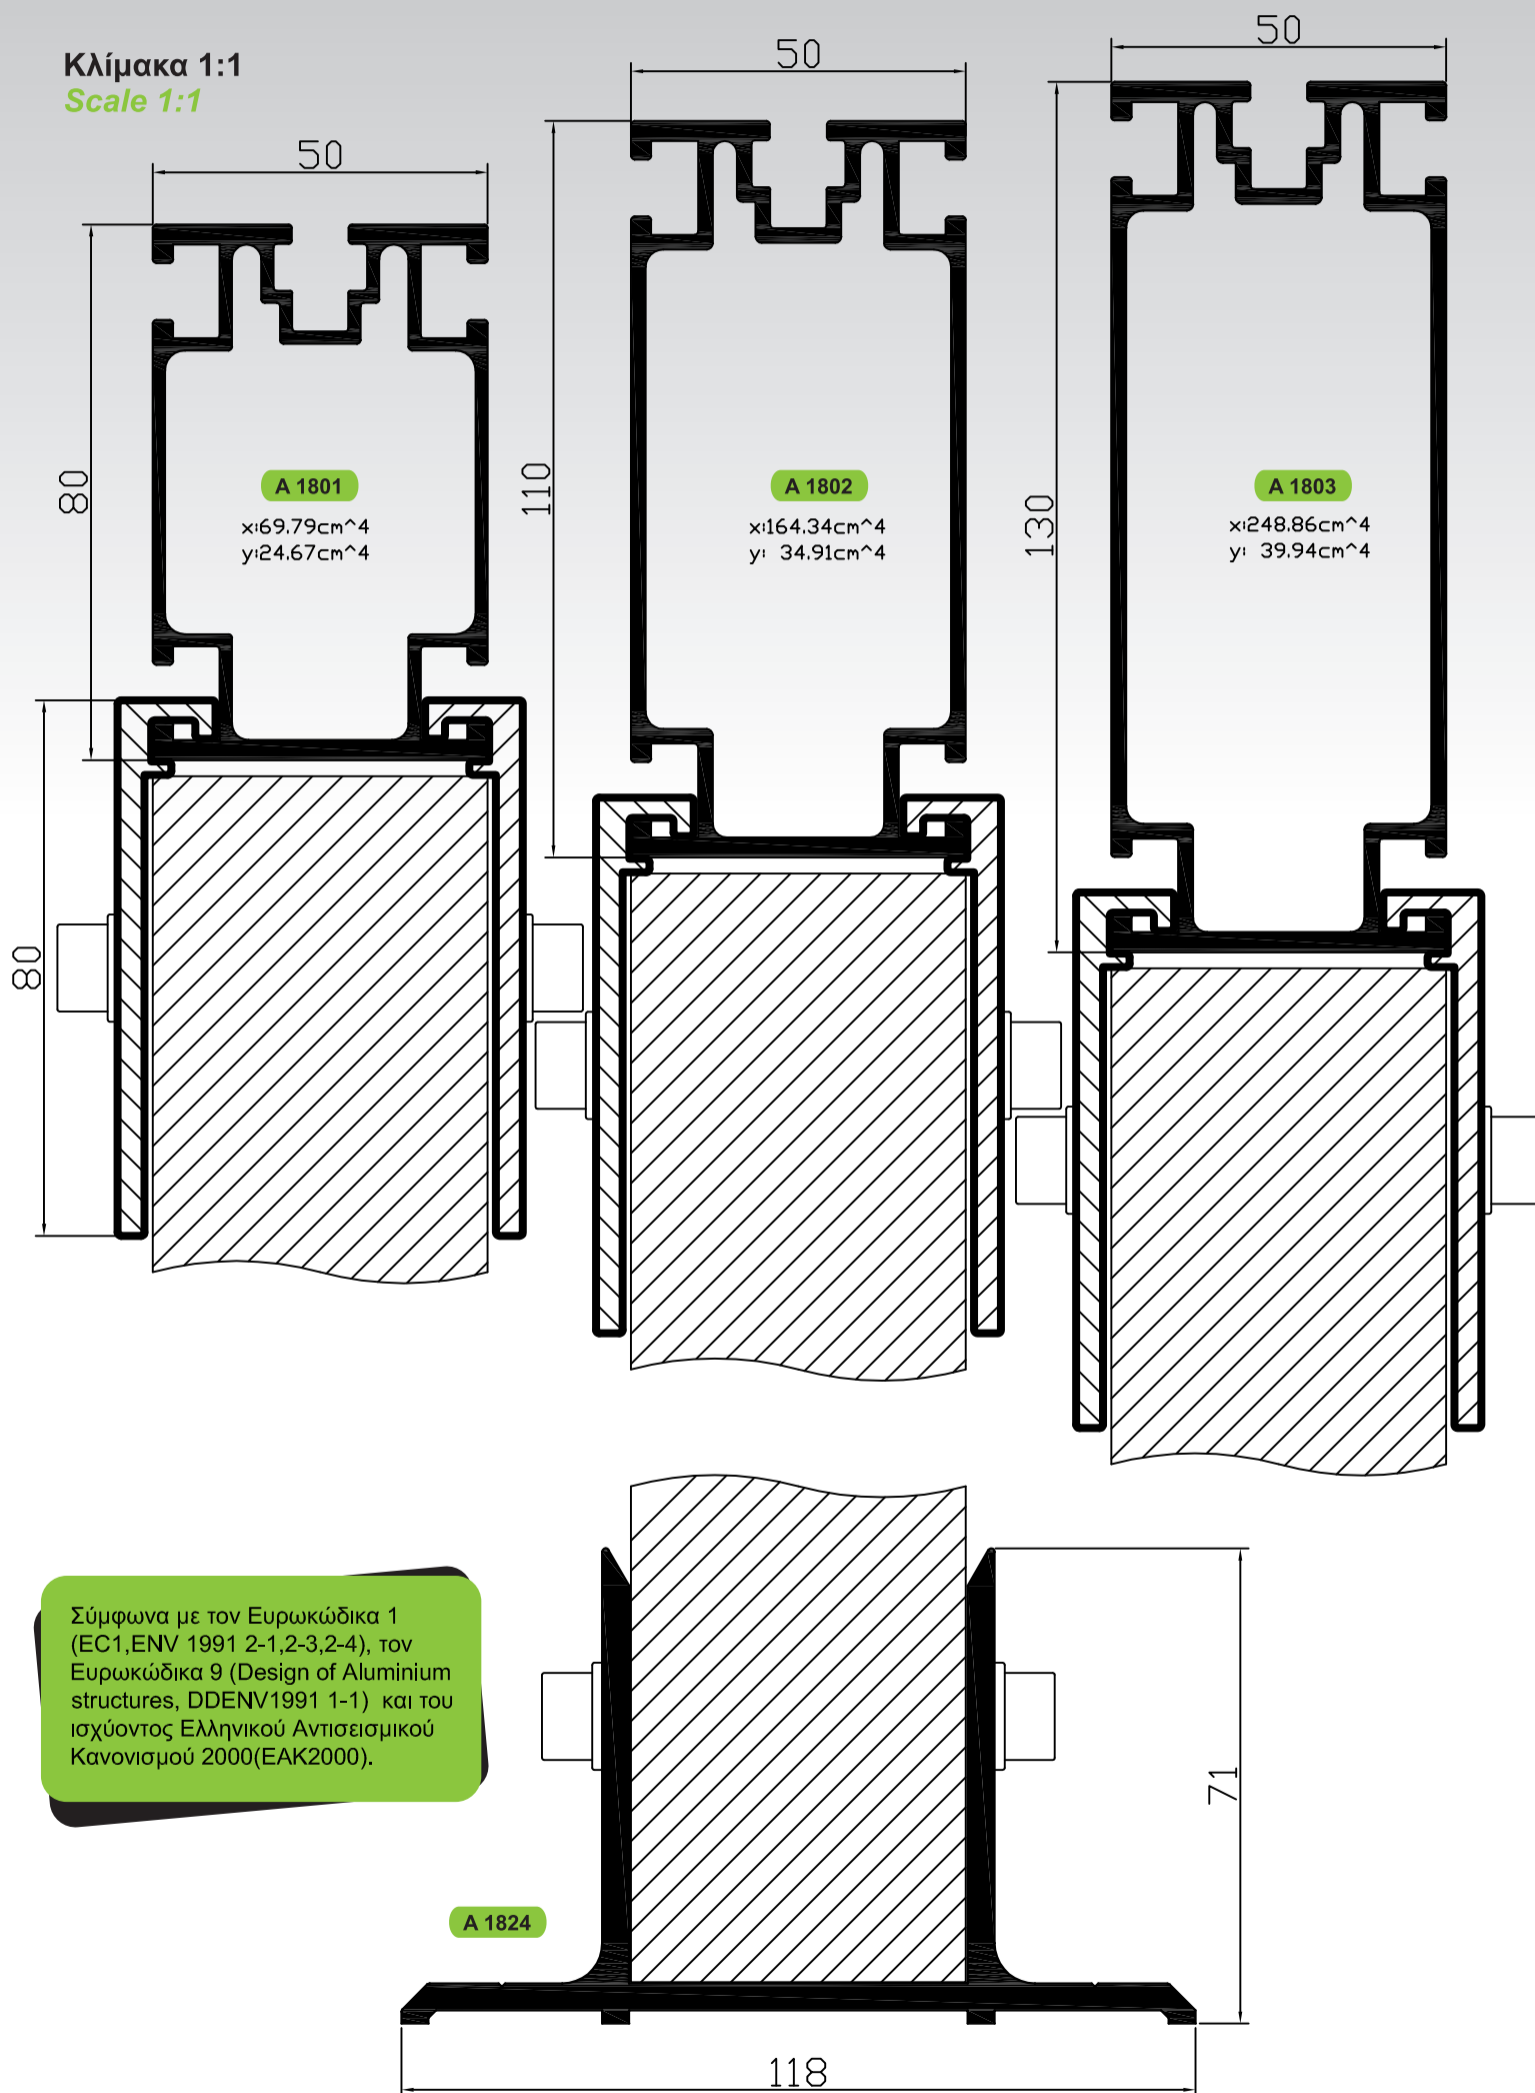 Κλίμακα 1:1
Scale 1:1
50
50
50
80
110
130
A 1801
x:69.79cm^4
y:24.67cm^4
A 1802
x:164.34cm^4
y: 34.91cm^4
A 1803
x:248.86cm^4
y: 39.94cm^4
80
Σύμφωνα με τον Ευρωκώδικα 1
(EC1,ENV 1991 2-1,2-3,2-4), τον
Ευρωκώδικα 9 (Design of Aluminium
structures, DDENV1991 1-1) και του
ισχύοντος Ελληνικού Αντισεισμικού
Κανονισμού 2000(ΕΑΚ2000).
71
A 1824
118